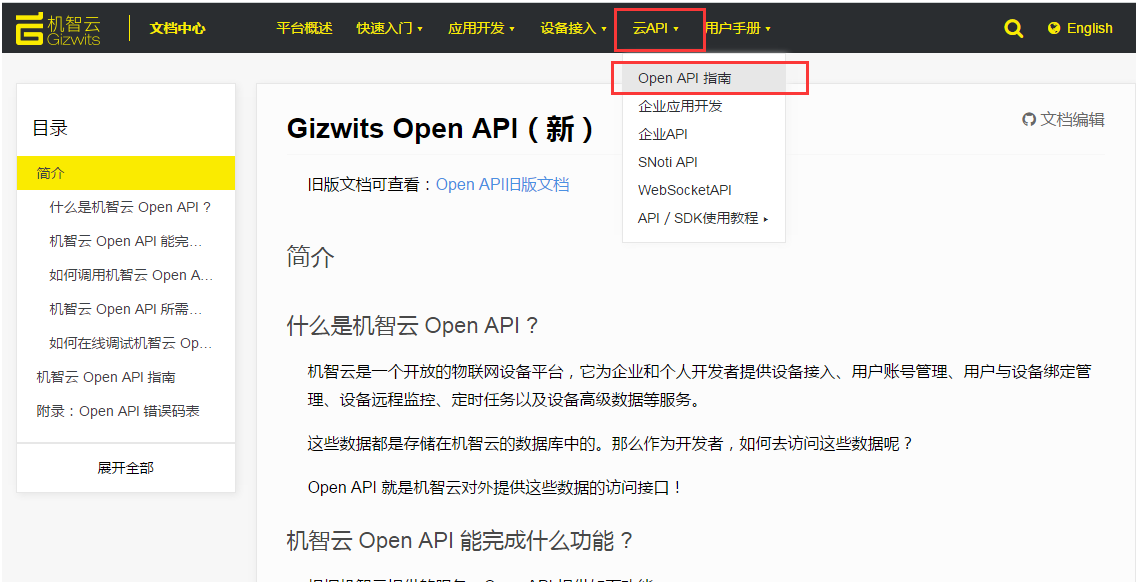 机智云
Gizwits
文档中心
平台概述 快速入门 应用开发 设备接入 云API 用户手册
English
Open API 指南
企业应用开发
企业API
SNoti API
WebSocketAPI
API / SDK使用教程
目录
简介
什么是机智云 Open API ?
机智云 Open API 能完...
如何调用机智云 Open A...
机智云 Open API 所需...
如何在线调试机智云 Op...
机智云 Open API 指南
附录：Open API 错误码表
展开全部
Gizwits Open API（新）
文档编辑
旧版文档可查看：Open API旧版文档
简介
什么是机智云 Open API？
机智云是一个开放的物联网设备平台，它为企业和个人开发者提供设备接入、用户账号管理、用户与设备绑定管
理、设备远程监控、定时任务以及设备高级数据等服务。
这些数据都是存储在机智云的数据库中的。那么作为开发者，如何去访问这些数据呢？
Open API 就是机智云对外提供这些数据的访问接口！
机智云 Open API 能完成什么功能？